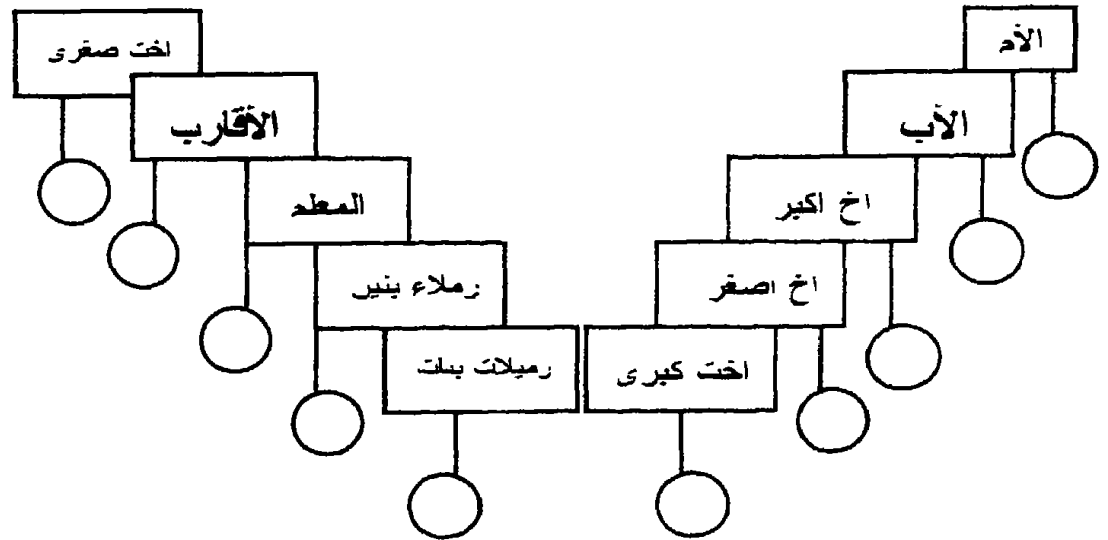 الأم
الأب
اخ اكبر
اخ اصغر
اخت كبرى
اخت صغرى
الأقارب
المعلم
زملاء بنين
زميلات بنات